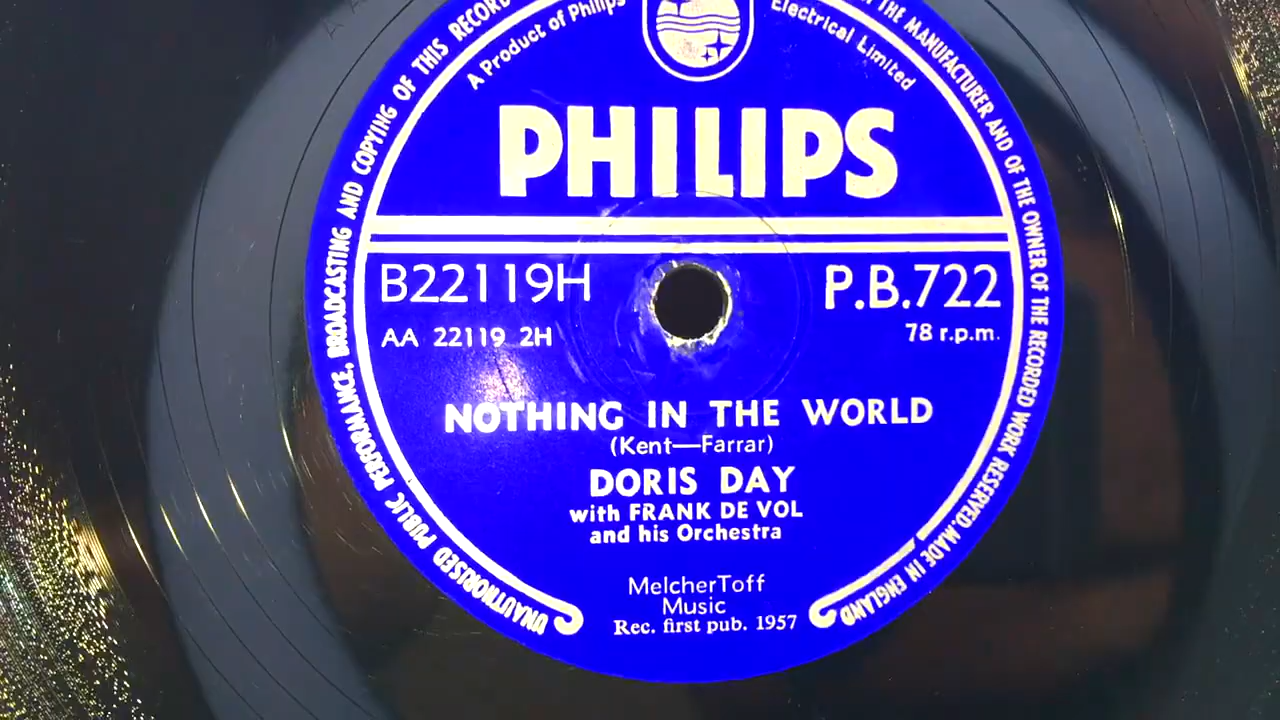 UNAUTHORISED PUBLIC PERFORMANCE, BROADCASTING AND COPYING OF THIS RECORD
THE MANUFACTURER AND OF THE OWNER OF THE RECORDED WORK RESERVED. MADE IN ENGLAND
A Product of Philips
Electrical Limited
PHILIPS
B22119H
P.B.722
AA 22119 2H
78 r.p.m.
NOTHING IN THE WORLD
(Kent—Farrar)
DORIS DAY
with FRANK DE VOL
and his Orchestra
MelcherToff
Music
Rec. first pub. 1957